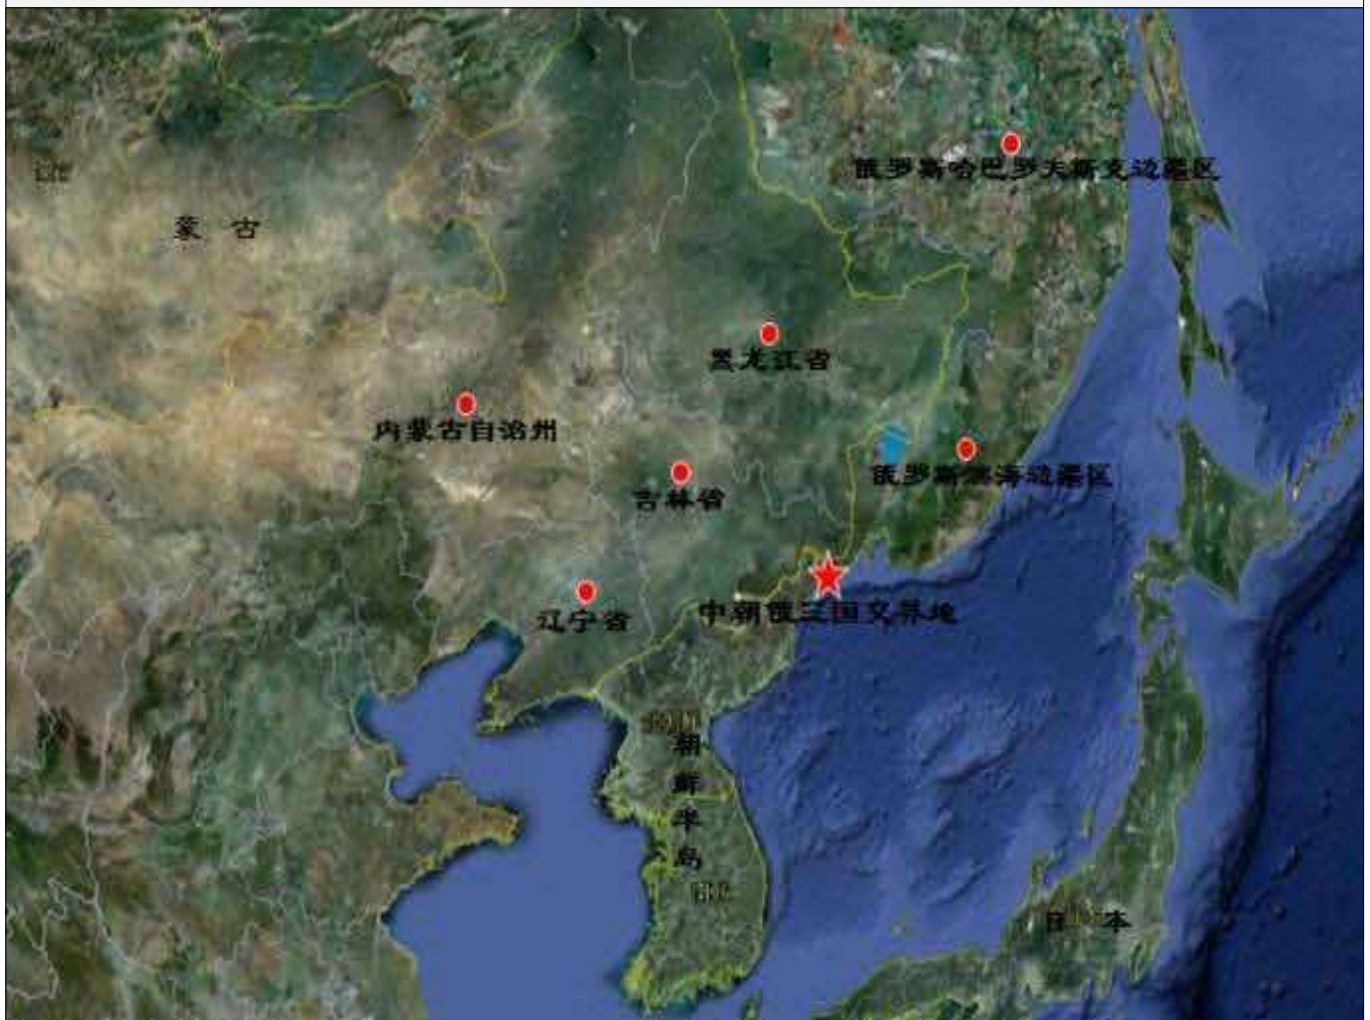 俄罗斯哈巴罗夫斯克边疆区
蒙 古
黑龙江省
内蒙古自治州
俄罗斯滨海边疆区
吉林省
中朝俄三国交界地
辽宁省
朝鲜半岛
日 本